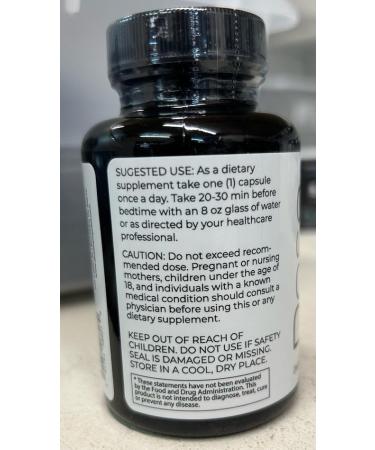 SUGESTED USE: As a dietary
supplement take one (1) capsule
once a day. Take 20-30 min before
bedtime with an 8 oz glass of water
or as directed by your healthcare
professional.
CAUTION: Do not exceed recom-
mended dose. Pregnant or nursing
mothers, children under the age of
18, and individuals with a known
medical condition should consult a
physician before using this or any
dietary supplement.
KEEP OUT OF REACH OF
CHILDREN. DO NOT USE IF SAFETY
SEAL IS DAMAGED OR MISSING.
STORE IN A COOL, DRY PLACE.
* These statements have not been evaluated
by the Food and Drug Administration. This
product is not intended to diagnose, treat, cure
or prevent any disease.